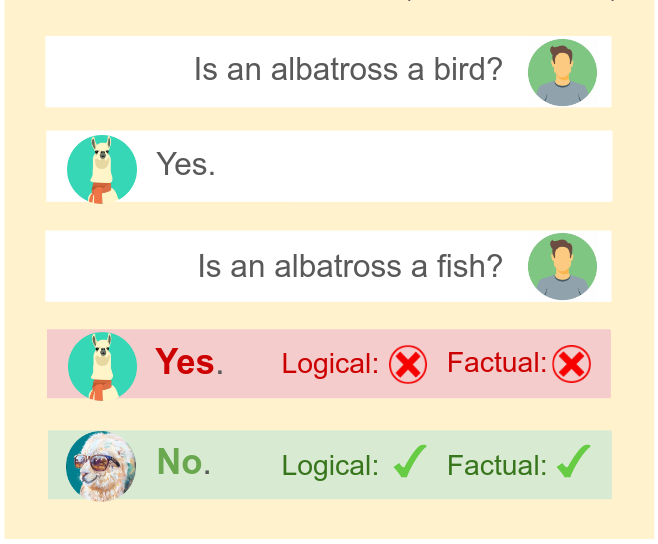 Is an albatross a bird?
Yes.
Is an albatross a fish?
Yes. Logical: Factual:
No. Logical: Factual: